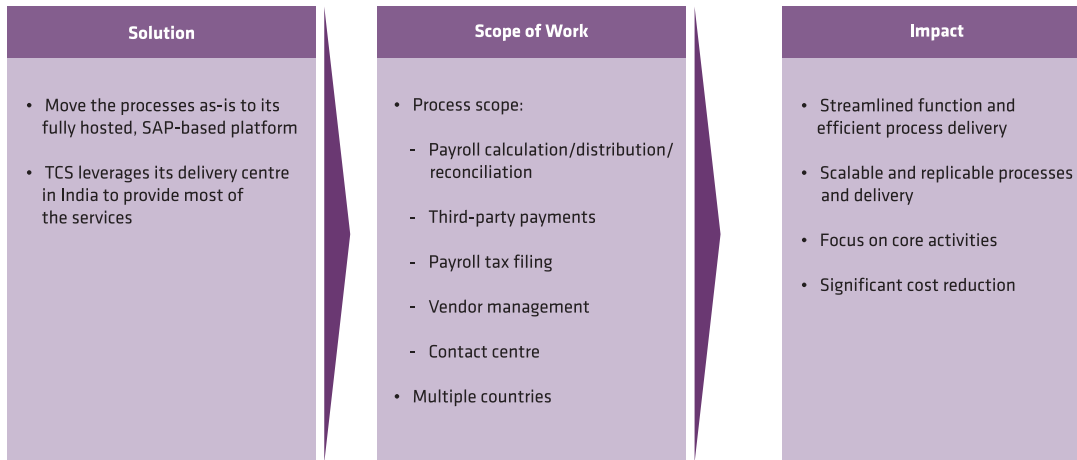 Solution
• Move the processes as-is to its
fully hosted, SAP-based platform
• TCS leverages its delivery centre
in India to provide most of
the services
Scope of Work
• Process scope:
- Payroll calculation/distribution/
reconciliation
- Third-party payments
- Payroll tax filing
- Vendor management
- Contact centre
• Multiple countries
Impact
• Streamlined function and
efficient process delivery
• Scalable and replicable processes
and delivery
• Focus on core activities
• Significant cost reduction